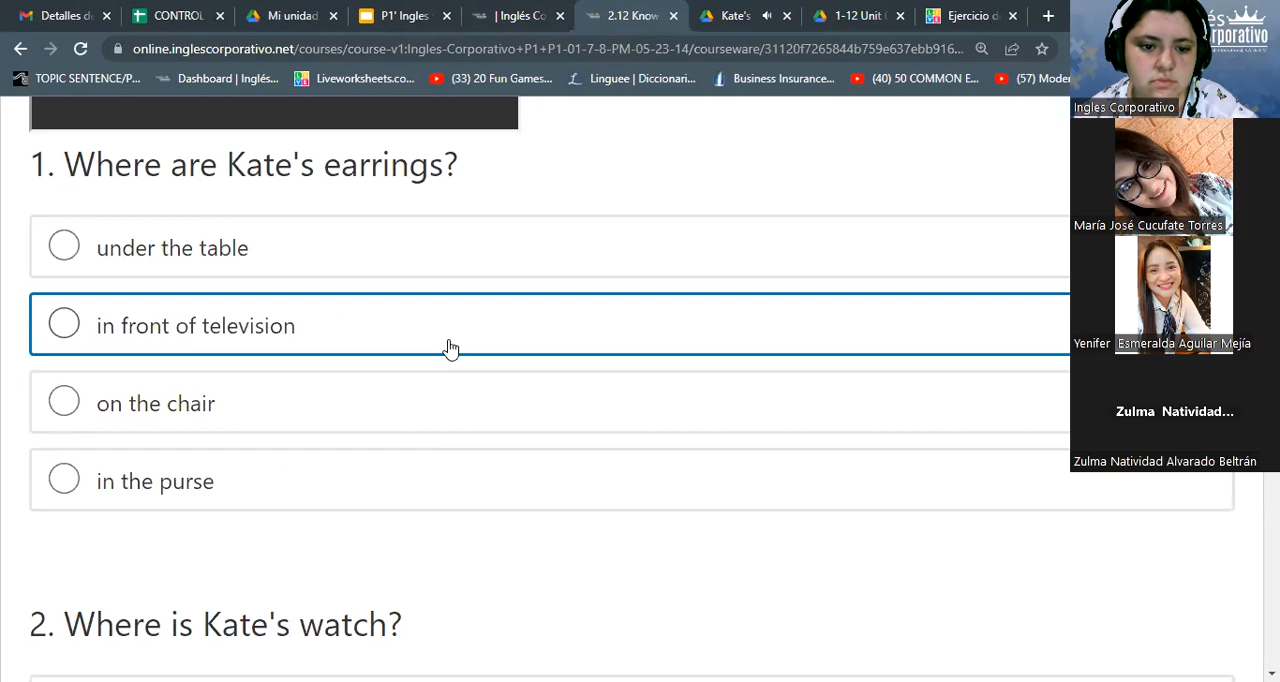 Detalles d
CONTROL
Mi unidad
P1' Ingles
| Inglés Co
2.12 Know
Kate's
1-12 Unit
Ejercicio d
online.inglescorporativo.net/courses/course-v1:Ingles-Corporativo+P1+P1-01-7-8-PM-05-23-14/courseware/31120f7265844b759e637ebb916...
TOPIC SENTENCE/P...
Dashboard | Inglés...
Liveworksheets.co...
(33) 20 Fun Games...
Linguee | Diccionari...
Business Insurance...
(40) 50 COMMON E...
(57) Moder
Ingles Corporativo
María José Cucufate Torres
Yenifer Esmeralda Aguilar Mejía
Zulma Natividad...
Zulma Natividad Alvarado Beltrán
1. Where are Kate's earrings?
under the table
in front of television
on the chair
in the purse
2. Where is Kate's watch?